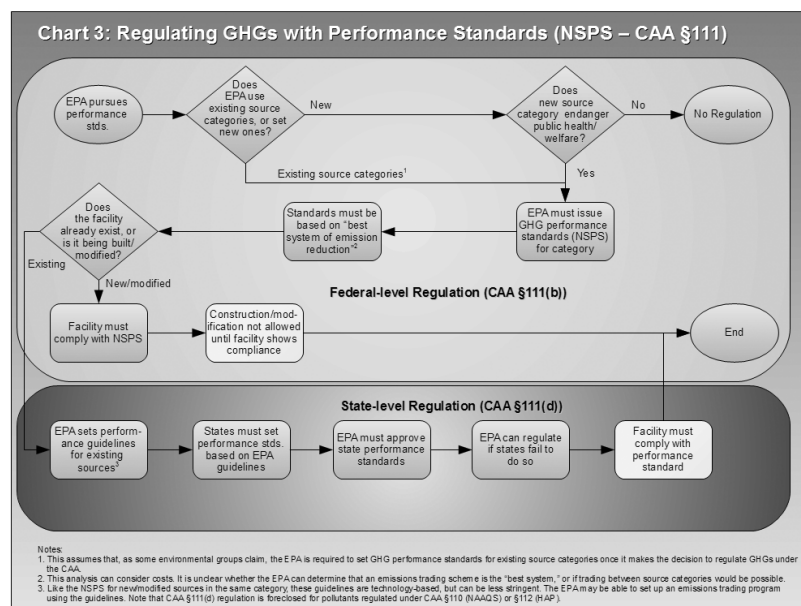 Chart 3: Regulating GHGs with Performance Standards (NSPS – CAA §111)
EPA pursues
performance
stds.
Does
EPA use
existing source
categories, or set
new ones?
New
Does
new source
category endanger
public health/
welfare?
No
No Regulation
Existing source categories1
Yes
Does
the facility
already exist, or
is it being built/
modified?
Standards must be
based on "best
system of emission
reduction"2
EPA must issue
GHG performance
standards (NSPS)
for category
Existing
New/modified
Federal-level Regulation (CAA §111(b))
Facility must
comply with NSPS
Construction/mod-
ification not allowed
until facility shows
compliance
End
State-level Regulation (CAA §111(d))
EPA sets perform-
ance guidelines
for existing
sources3
States must set
performance stds.
based on EPA
guidelines
EPA must approve
state performance
standards
EPA can regulate
if states fail to
do so
Facility must
comply with
performance
standard
Notes:
1. This assumes that, as some environmental groups claim, the EPA is required to set GHG performance standards for existing source categories once it makes the decision to regulate GHGs under
the CAA.
2. This analysis can consider costs. It is unclear whether the EPA can determine that an emissions trading scheme is the "best system," or if trading between source categories would be possible.
3. Like the NSPS for new/modified sources in the same category, these guidelines are technology-based, but can be less stringent. The EPA may be able to set up an emissions trading program
using the guidelines. Note that CAA §111(d) regulation is foreclosed for pollutants regulated under CAA §110 (NAAQS) or §112 (HAP).